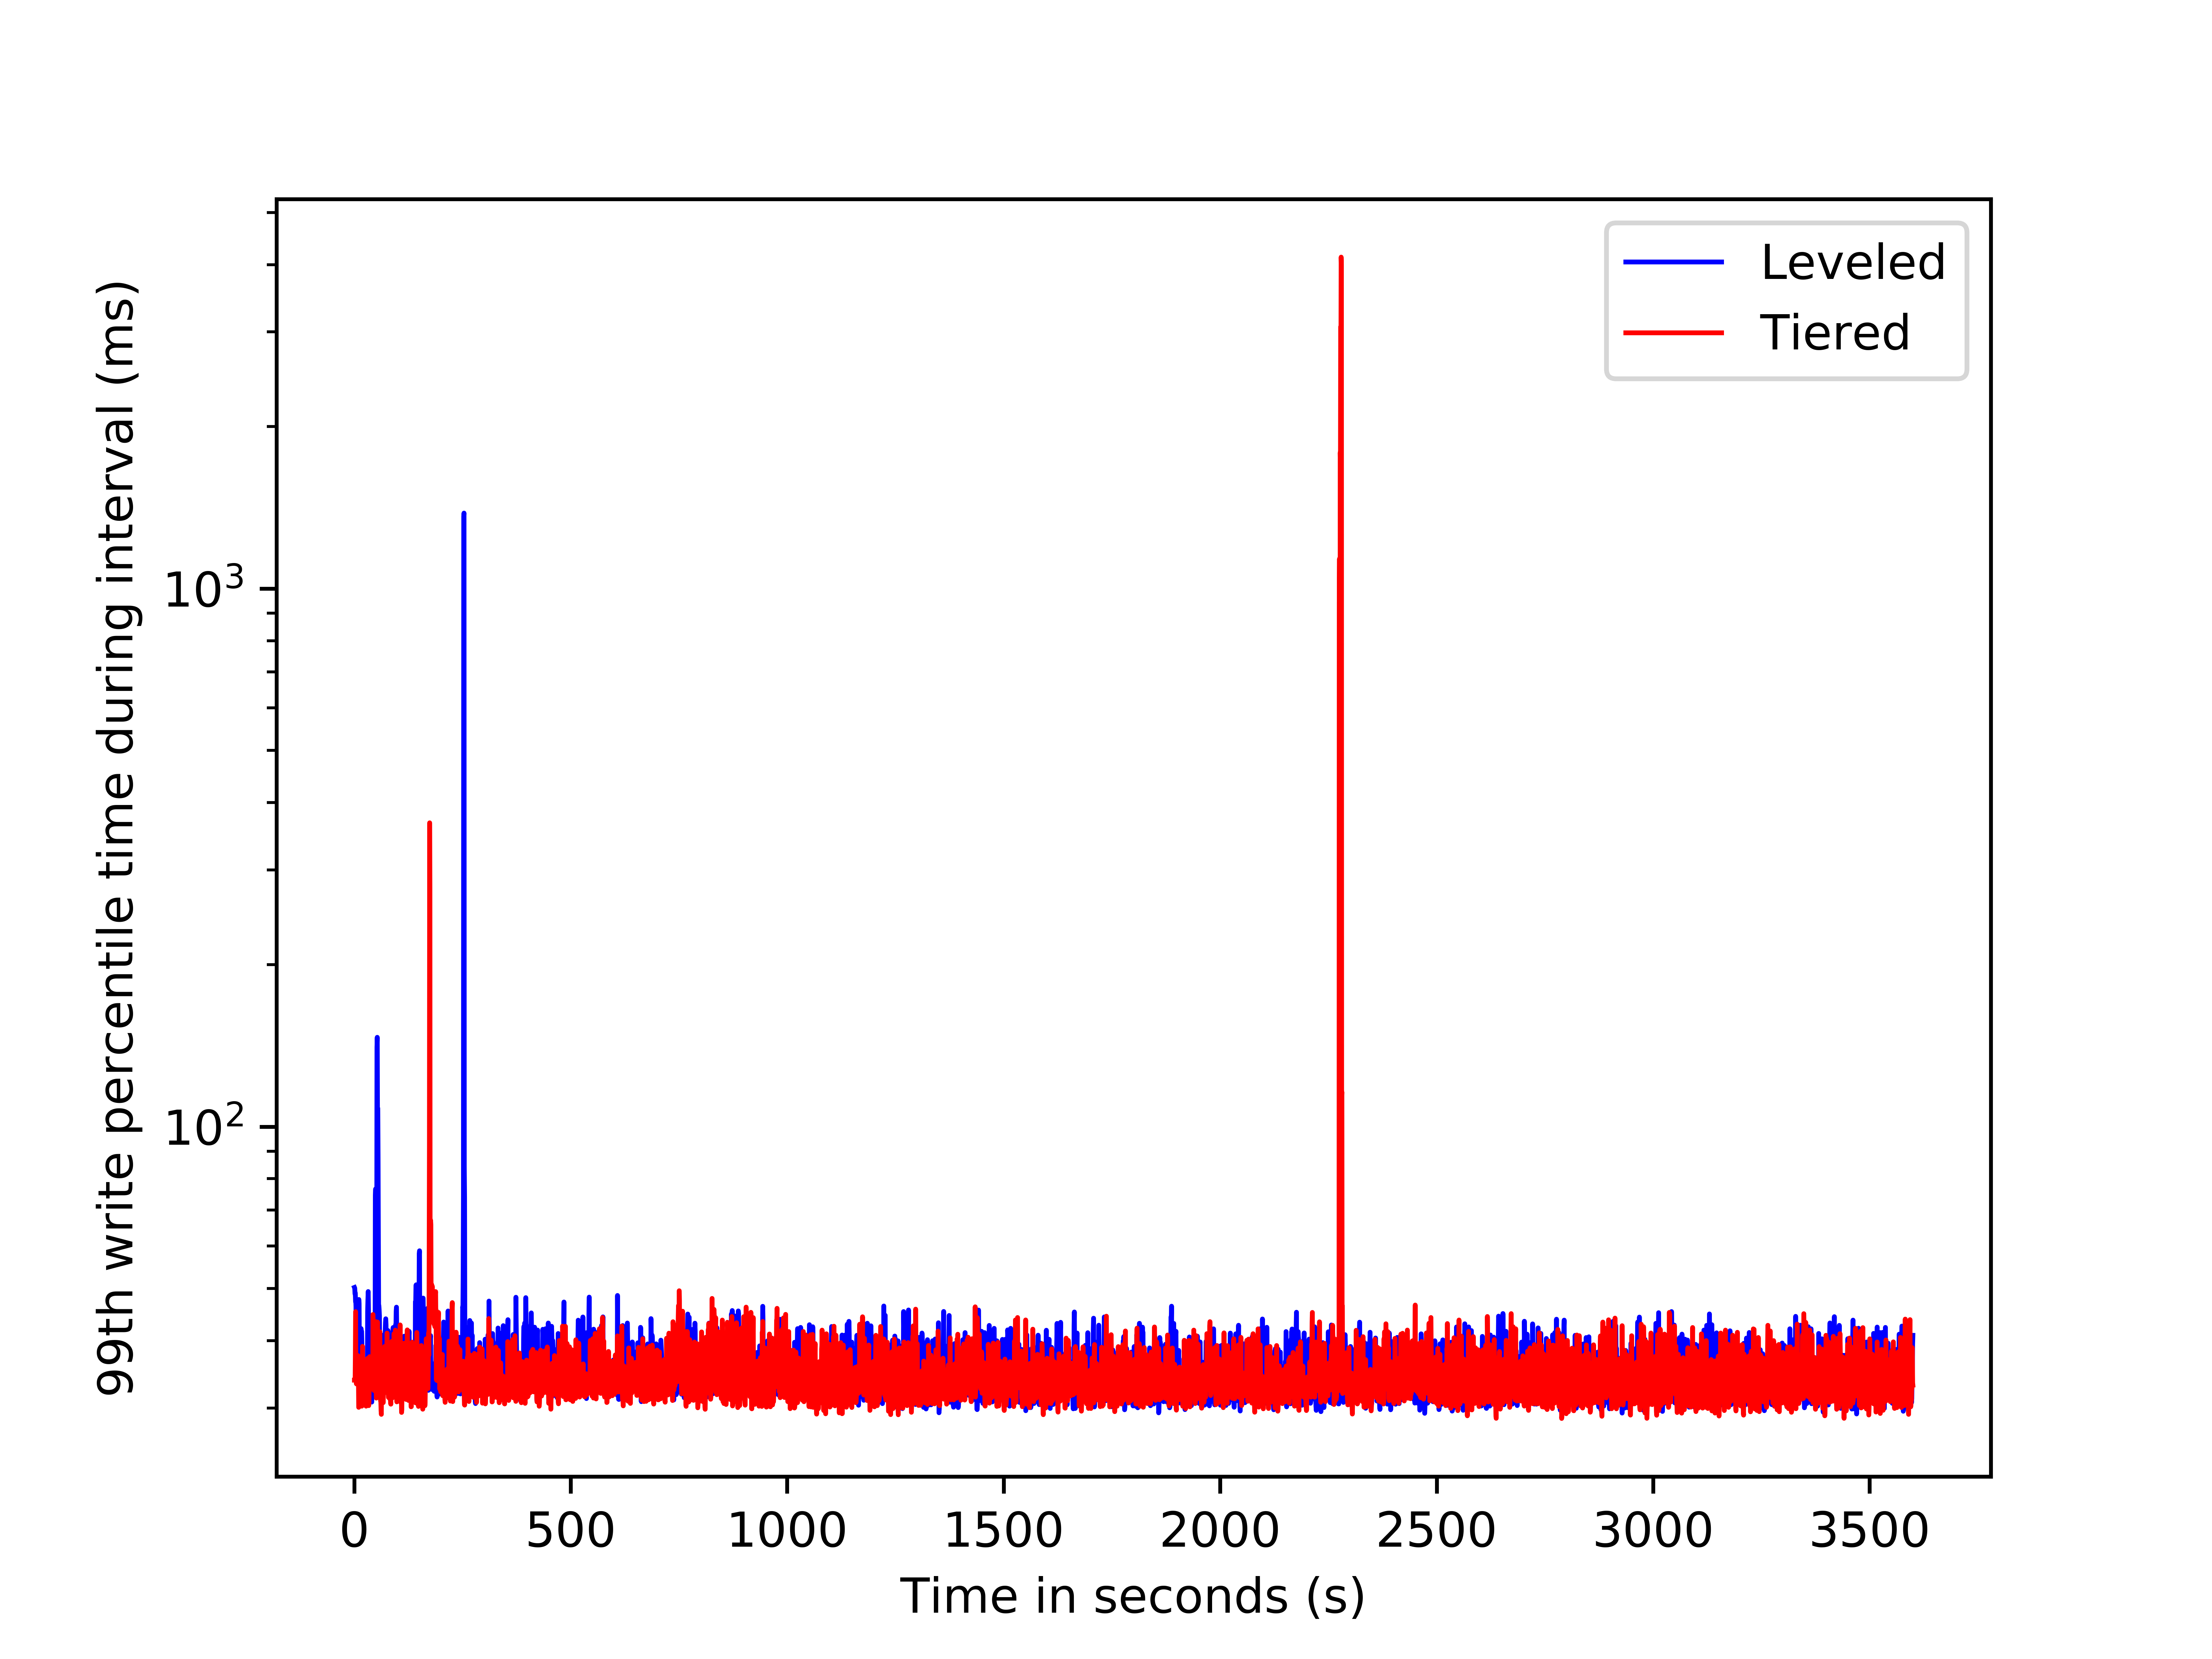 99th write percentile time during interval (ms)
10³
10²
Leveled
Tiered
0 500 1000 1500 2000 2500 3000 3500
Time in seconds (s)